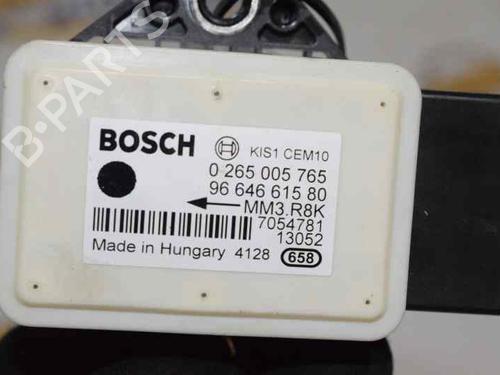 B-PARTS
BOSCH KIS1 CEM10
0 265 005 765
96 646 615 80
MM3.R8K
7054781
13052
Made in Hungary 4128 658